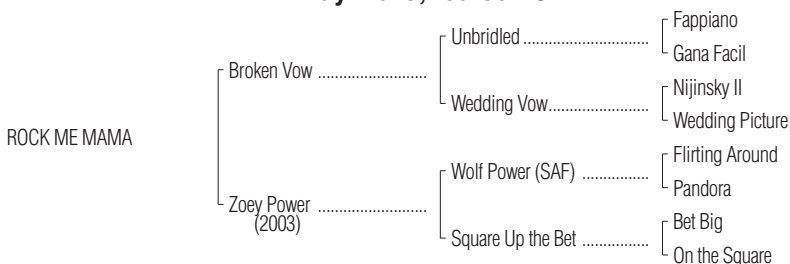 Fappiano
Unbridled ..............................
Gana Facil
Broken Vow ..........................
Nijinsky II
Wedding Vow........................
Wedding Picture
ROCK ME MAMA
Flirting Around
Wolf Power (SAF) ................
Pandora
Zoey Power ..........................
(2003)
Bet Big
Square Up the Bet ................
On the Square